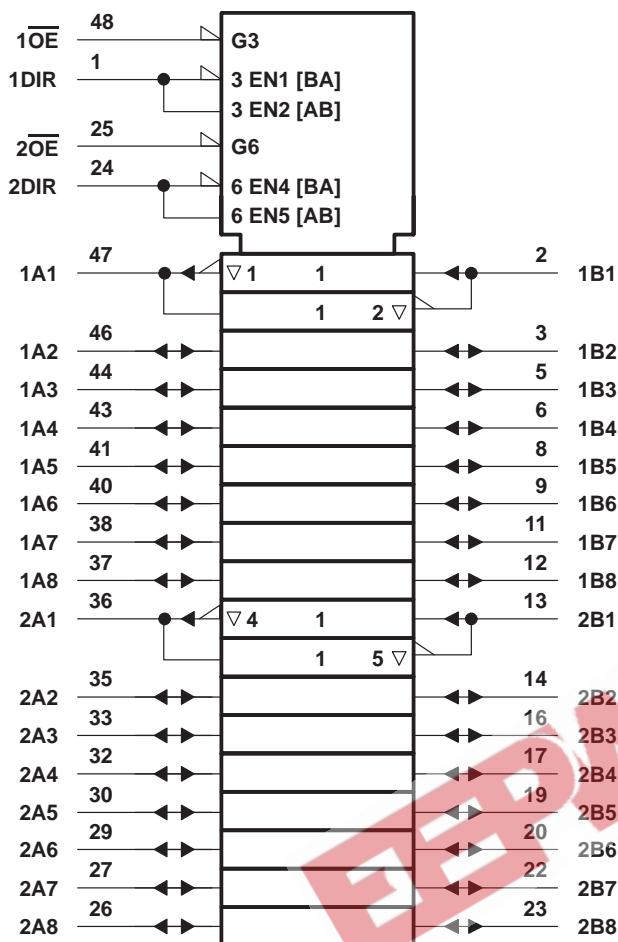 48
1OE G3
1
1DIR 3 EN1 [BA]
3 EN2 [AB]
25
2OE G6
24
2DIR 6 EN4 [BA]
6 EN5 [AB]
47 2
1A1 ▽ 1 1 1B1
1 2 ▽
46 3
1A2 1B2
44 5
1A3 1B3
43 6
1A4 1B4
41 8
1A5 1B5
40 9
1A6 1B6
38 11
1A7 1B7
37 12
1A8 1B8
36 13
2A1 ▽ 4 1 2B1
1 5 ▽
35 14
2A2 2B2
33 16
2A3 2B3
32 17
2A4 2B4
30 19
2A5 2B5
29 20
2A6 2B6
27 22
2A7 2B7
26 23
2A8 2B8